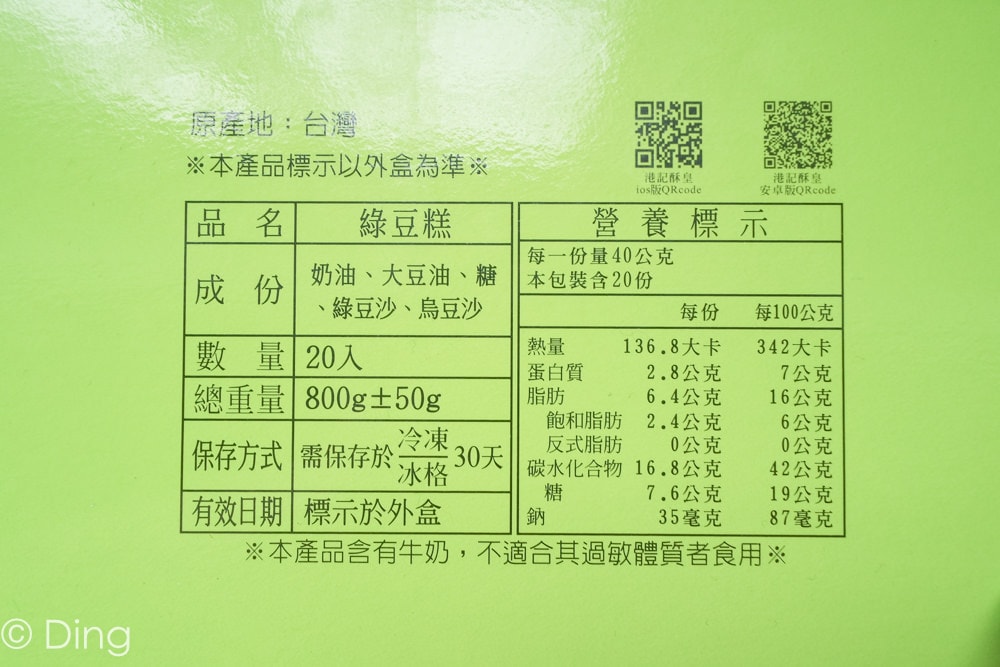 原產地：台灣
※本產品標示以外盒為準※
港記酥皇
ios版QRcode
港記酥皇
安卓版QRcode
品 名 綠豆糕
成 份 奶油、大豆油、糖
、綠豆沙、烏豆沙
數 量 20入
總重量 800g±50g
保存方式 需保存於 冷凍 30天
冰格
有效日期 標示於外盒
營 養 標 示
每一份量40公克
本包裝含20份
每份 每100公克
熱量 136.8大卡 342大卡
蛋白質 2.8公克 7公克
脂肪 6.4公克 16公克
飽和脂肪 2.4公克 6公克
反式脂肪 0公克 0公克
碳水化合物 16.8公克 42公克
糖 7.6公克 19公克
鈉 35毫克 87毫克
※本產品含有牛奶，不適合其過敏體質者食用※
© Ding